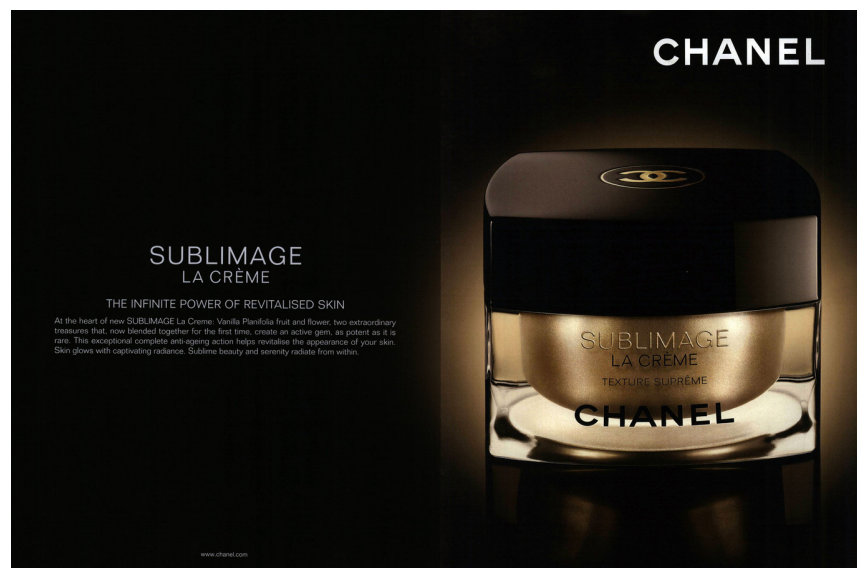 CHANEL
SUBLIMAGE
LA CRÈME
THE INFINITE POWER OF REVITALISED SKIN
At the heart of new SUBLIMAGE La Creme: Vanilla Planifolia fruit and flower, two extraordinary
treasures that, now blended together for the first time, create an active gem, as potent as it is
rare. This exceptional complete anti-ageing action helps revitalise the appearance of your skin.
Skin glows with captivating radiance. Sublime beauty and serenity radiate from within.
www.chanel.com
SUBLIMAGE
LA CRÈME
TEXTURE SUPRÊME
CHANEL